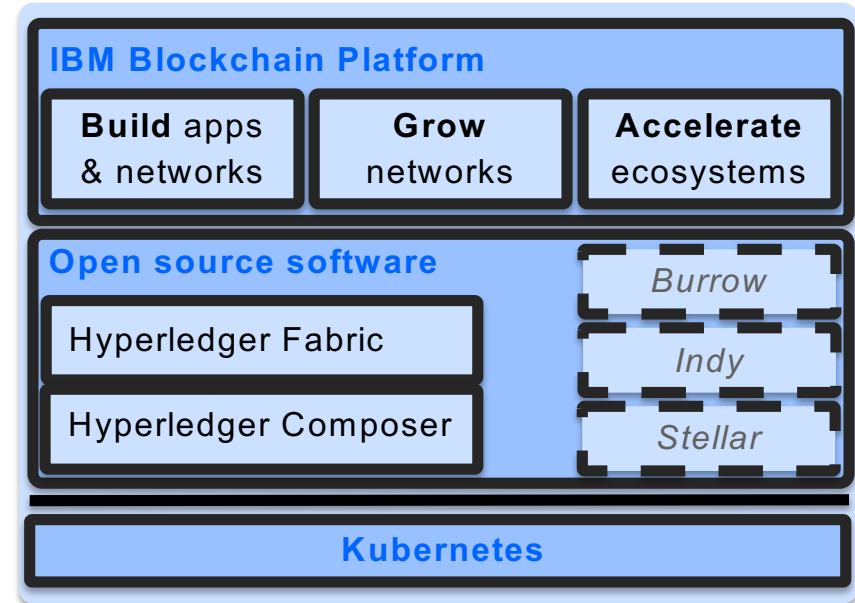 IBM Blockchain Platform
Build apps
& networks
Grow
networks
Accelerate
ecosystems
Open source software
Hyperledger Fabric
Hyperledger Composer
Burrow
Indy
Stellar
Kubernetes